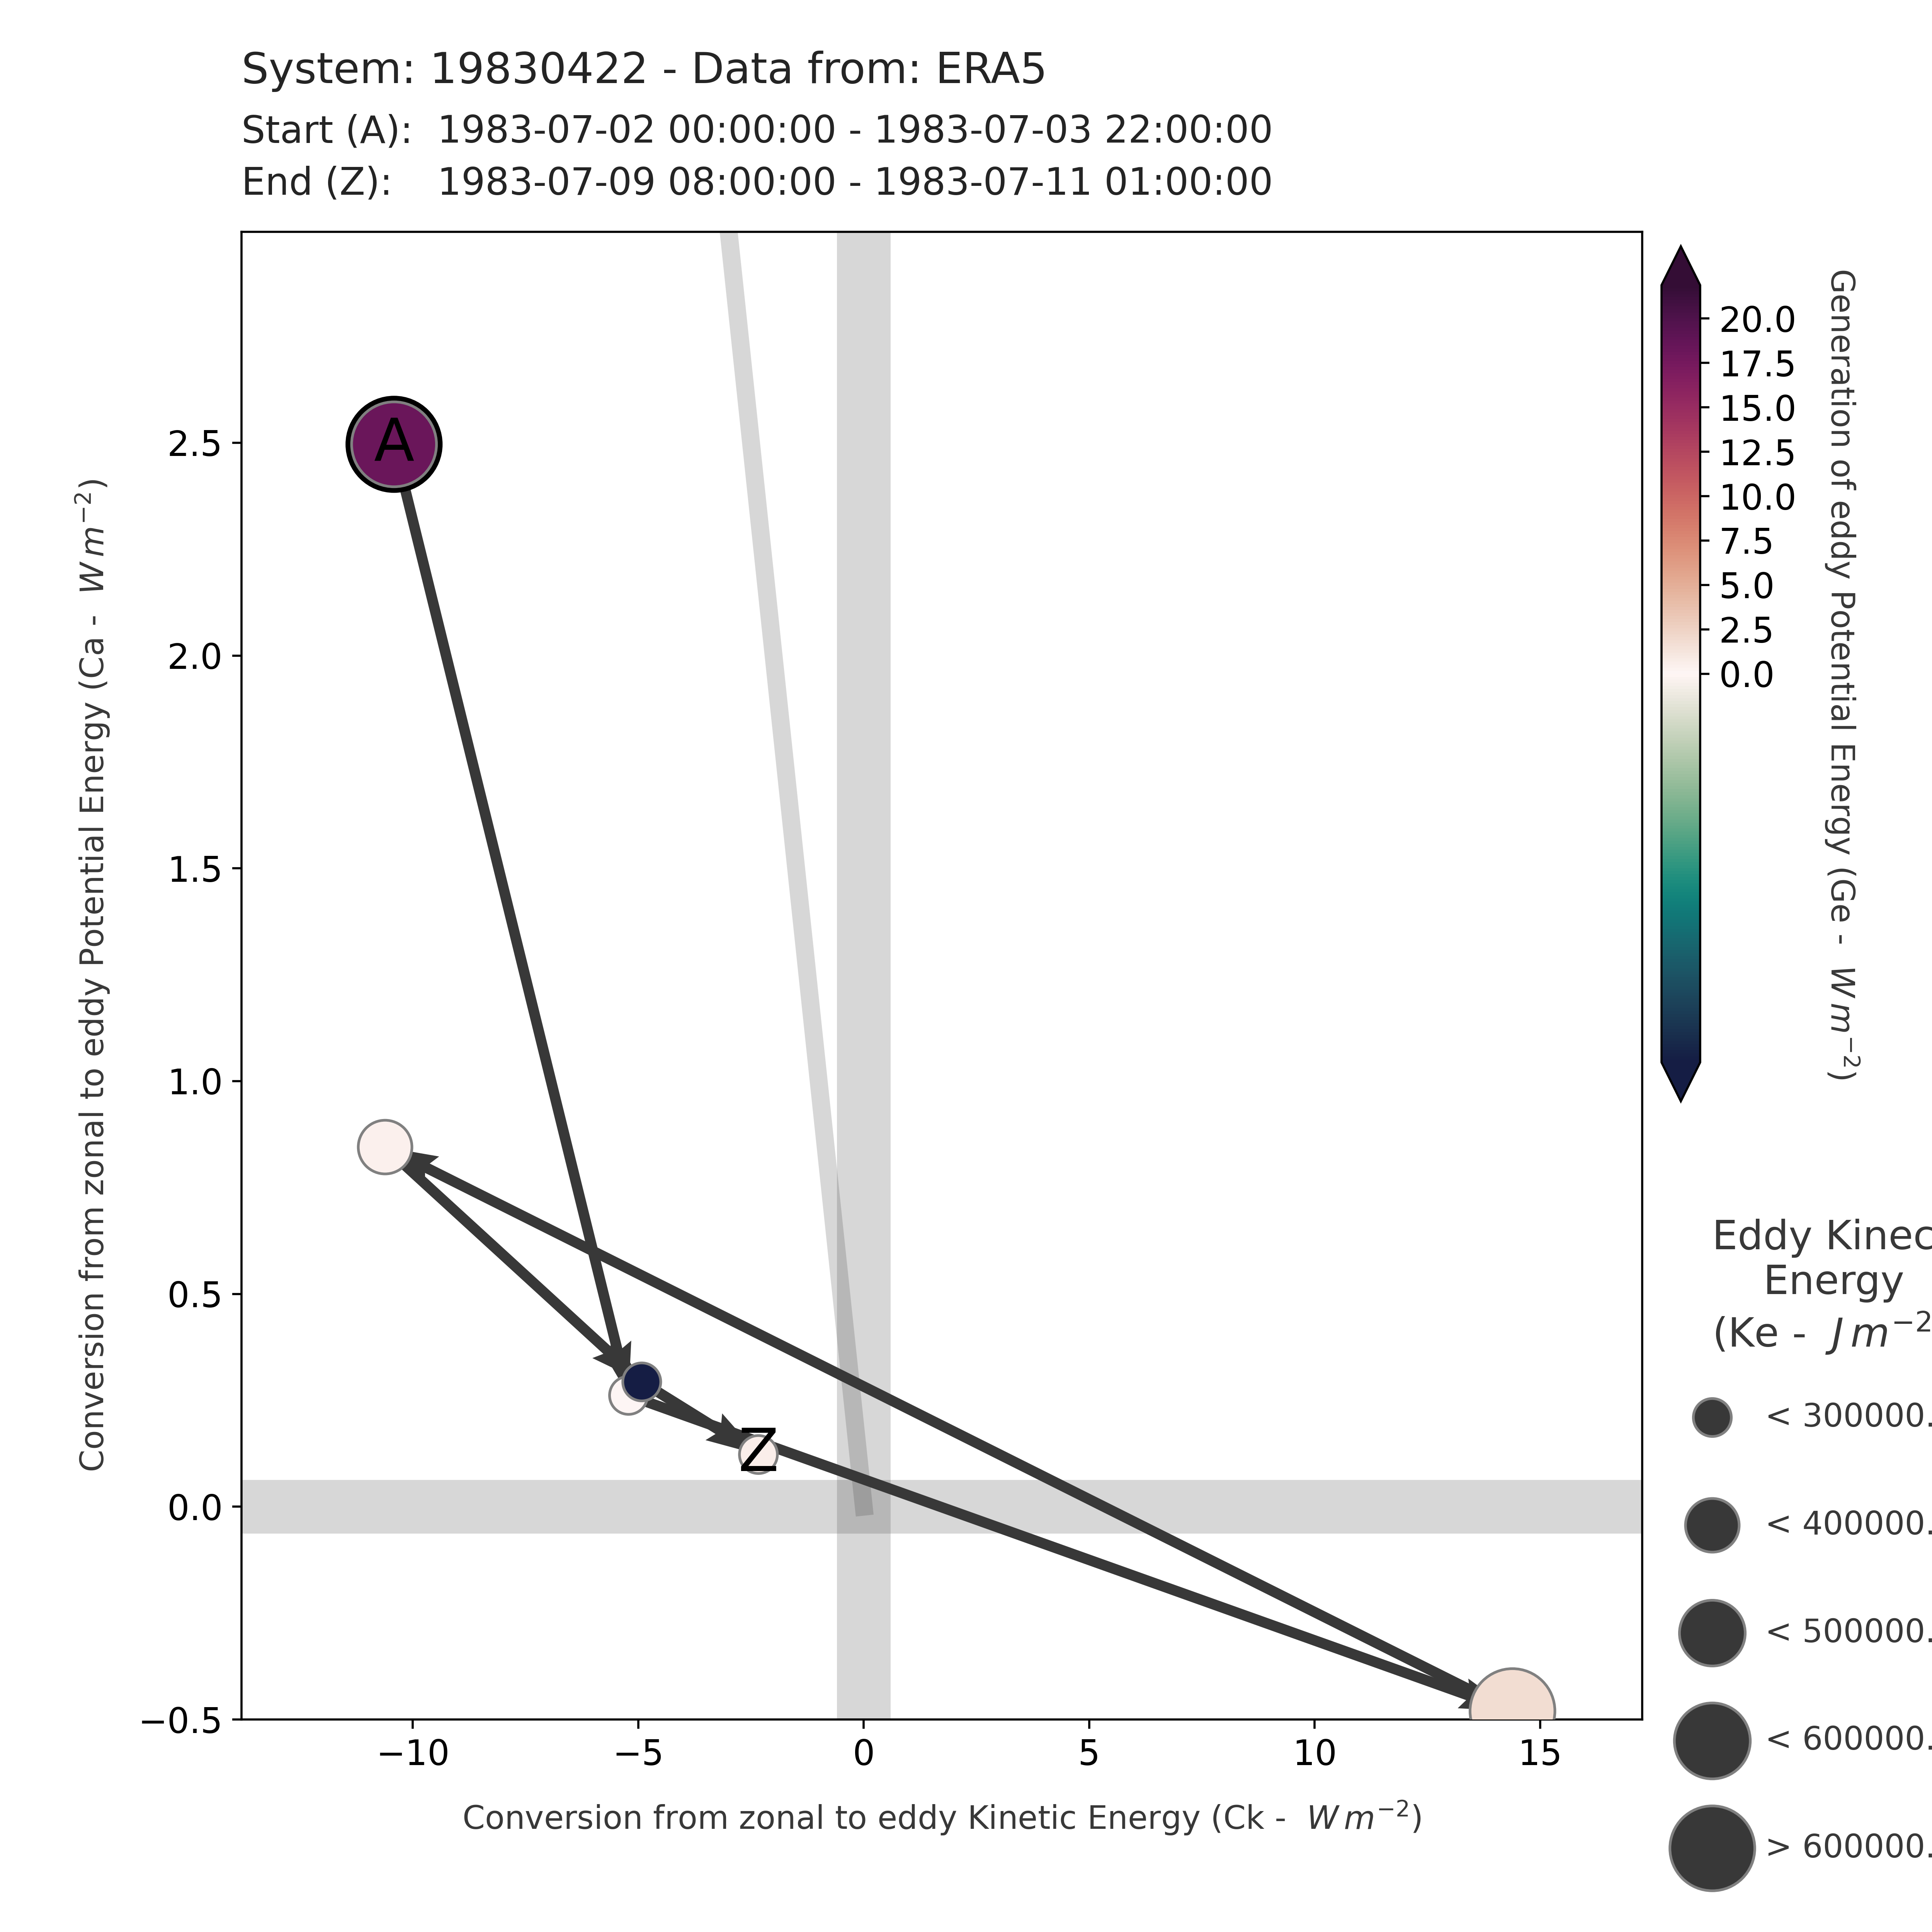 System: 19830422 - Data from: ERA5
Start (A): 1983-07-02 00:00:00 - 1983-07-03 22:00:00
End (Z): 1983-07-09 08:00:00 - 1983-07-11 01:00:00
Conversion from zonal to eddy Potential Energy (Ca - W m⁻²)
2.5
2.0
1.5
1.0
0.5
0.0
−0.5
A
Z
−10
−5
0
5
10
15
Conversion from zonal to eddy Kinetic Energy (Ck - W m⁻²)
20.0
17.5
15.0
12.5
10.0
7.5
5.0
2.5
0.0
Generation of eddy Potential Energy (Ge - W m⁻²)
Eddy Kinec
Energy
(Ke - J m⁻²
< 300000.
< 400000.
< 500000.
< 600000.
> 600000.